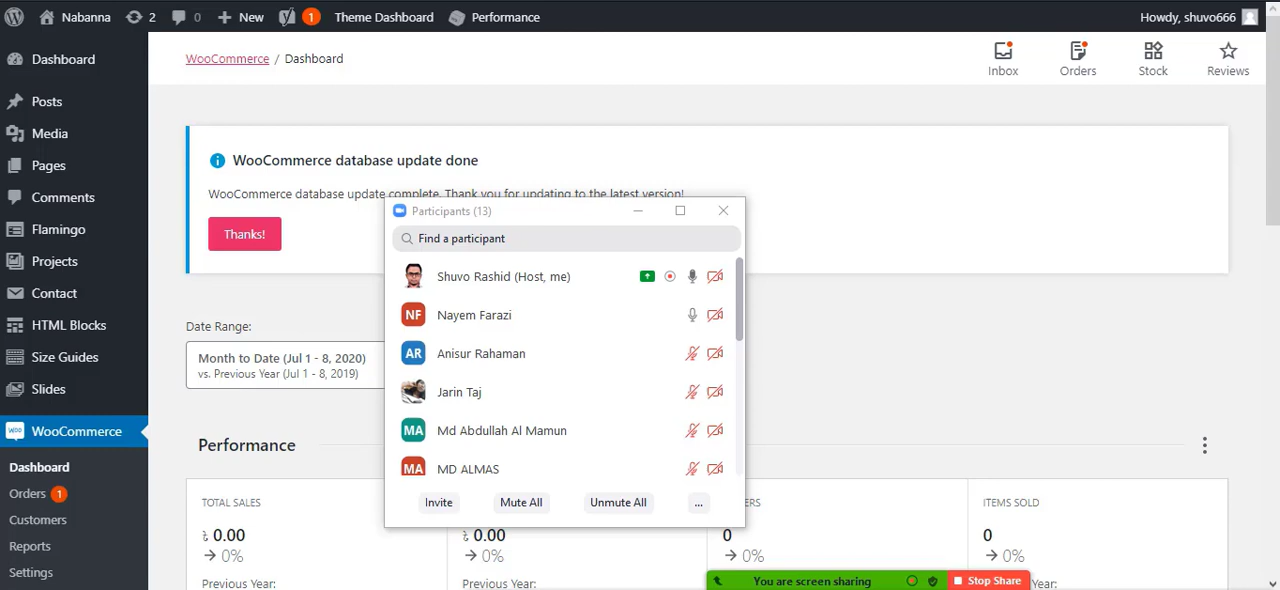 Nabanna
2
0
New
1
Theme Dashboard
Performance
Howdy, shuvo666
Dashboard
Posts
Media
Pages
Comments
Flamingo
Projects
Contact
HTML Blocks
Size Guides
Slides
WooCommerce
Dashboard
Orders 1
Customers
Reports
Settings
WooCommerce / Dashboard
Inbox
Orders
Stock
Reviews
WooCommerce database update done
WooCommerce database update complete. Thank you for updating to the latest version!
Thanks!
Date Range:
Month to Date (Jul 1 - 8, 2020)
vs. Previous Year (Jul 1 - 8, 2019)
Participants (13)
Find a participant
Shuvo Rashid (Host, me)
NF Nayem Farazi
AR Anisur Rahaman
Jarin Taj
MA Md Abdullah Al Mamun
MA MD ALMAS
Invite
Mute All
Unmute All
...
Performance
TOTAL SALES
৳ 0.00
0%
Previous Year:
৳ 0.00
0%
Previous Year:
ERS
0
0%
ITEMS SOLD
0
0%
Year:
You are screen sharing
Stop Share